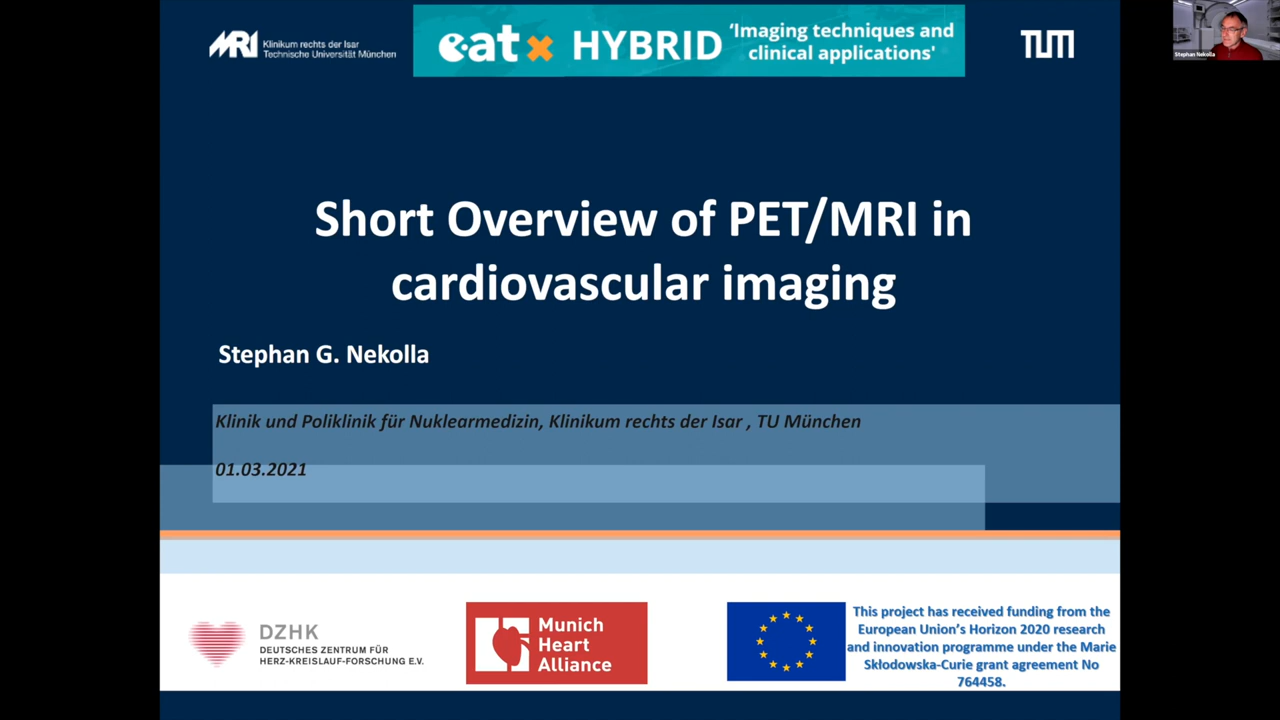 MRI Klinikum rechts der Isar
Technische Universität München
eat x HYBRID 'Imaging techniques and
clinical applications'
TUM
Stephan Nekolla
Short Overview of PET/MRI in
cardiovascular imaging
Stephan G. Nekolla
Klinik und Poliklinik für Nuklearmedizin, Klinikum rechts der Isar , TU München
01.03.2021
DZHK
DEUTSCHES ZENTRUM FÜR
HERZ-KREISLAUF-FORSCHUNG E.V.
Munich
Heart
Alliance
This project has received funding from the
European Union's Horizon 2020 research
and innovation programme under the Marie
Skłodowska-Curie grant agreement No
764458.